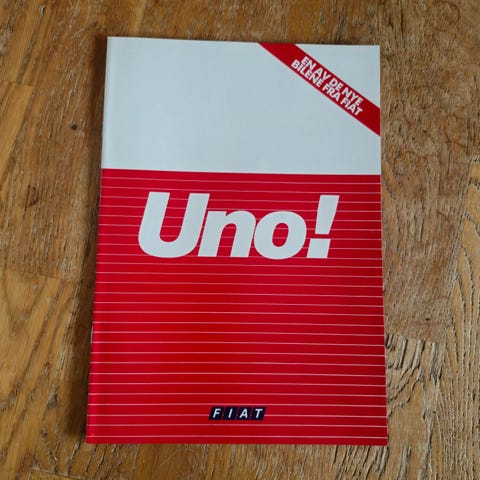 EN AV DE NYE
BILENE FRA FIAT
Uno!
FIAT